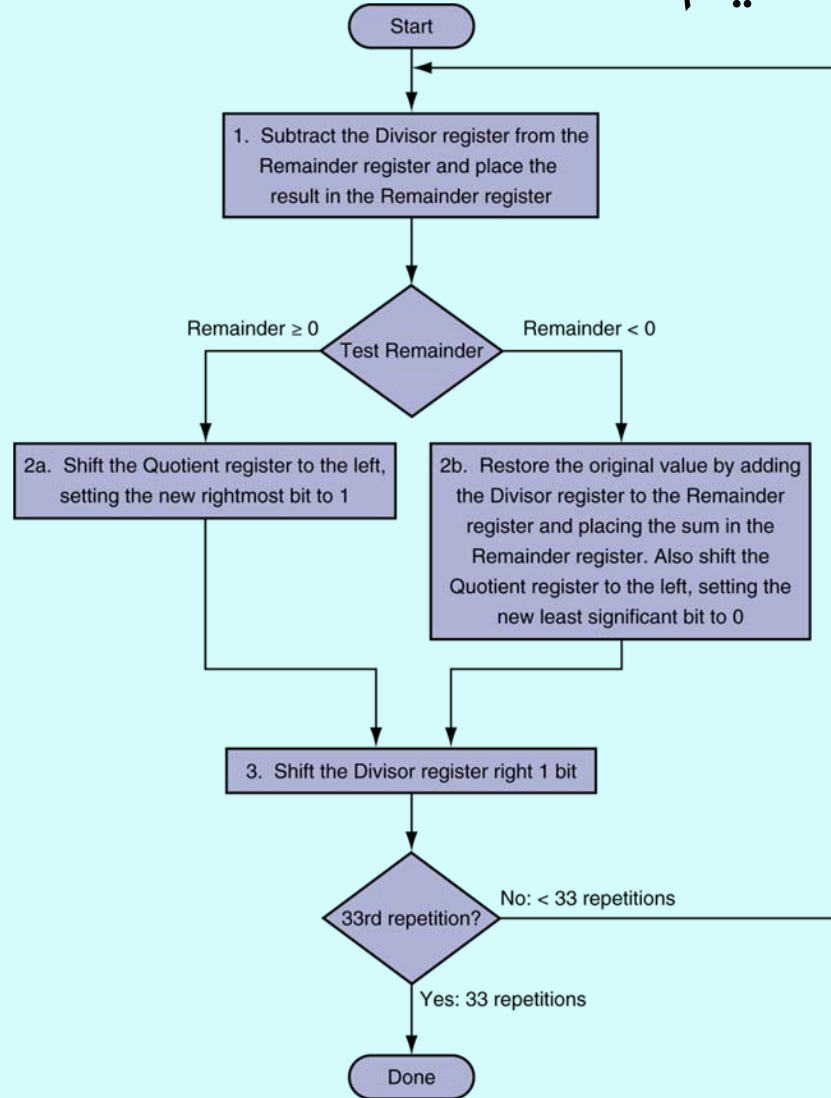 Start
1. Subtract the Divisor register from the
Remainder register and place the
result in the Remainder register
Remainder ≥ 0
Test Remainder
Remainder < 0
2a. Shift the Quotient register to the left,
setting the new rightmost bit to 1
2b. Restore the original value by adding
the Divisor register to the Remainder
register and placing the sum in the
Remainder register. Also shift the
Quotient register to the left, setting the
new least significant bit to 0
3. Shift the Divisor register right 1 bit
33rd repetition?
No: < 33 repetitions
Yes: 33 repetitions
Done